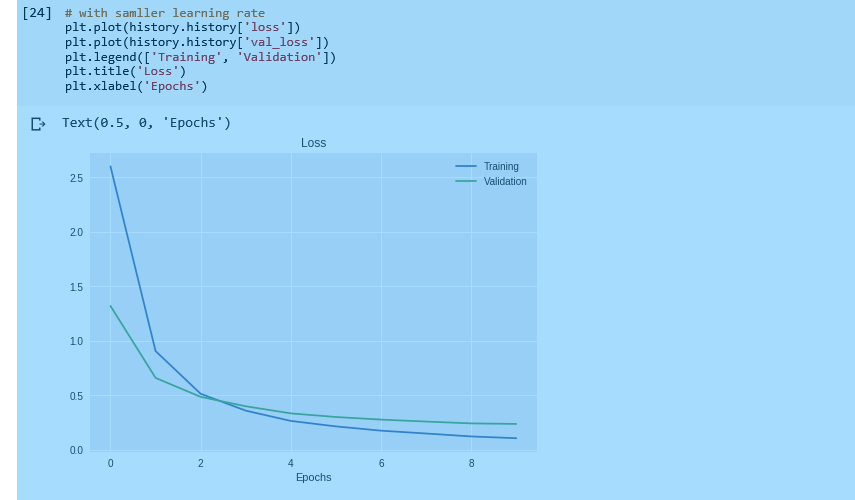 [24] # with samller learning rate
plt.plot(history.history['loss'])
plt.plot(history.history['val_loss'])
plt.legend(['Training', 'Validation'])
plt.title('Loss')
plt.xlabel('Epochs')
Text(0.5, 0, 'Epochs')
Loss
Training
Validation
2.5
2.0
1.5
1.0
0.5
0.0
0 2 4 6 8
Epochs